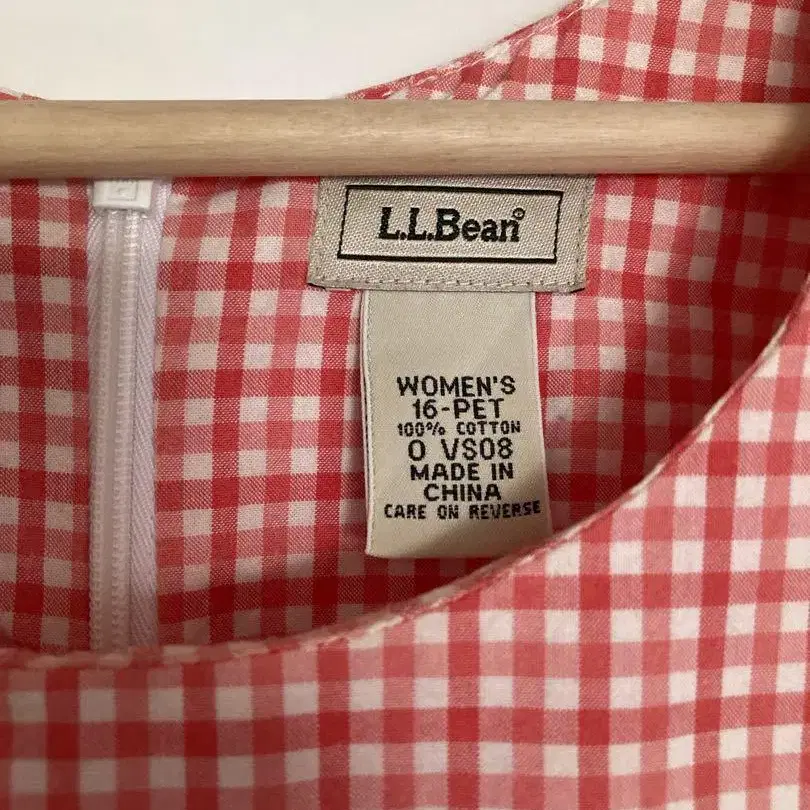 L.L.Bean®
WOMEN'S
16-PET
100% COTTON
0 VS08
MADE IN
CHINA
CARE ON REVERSE